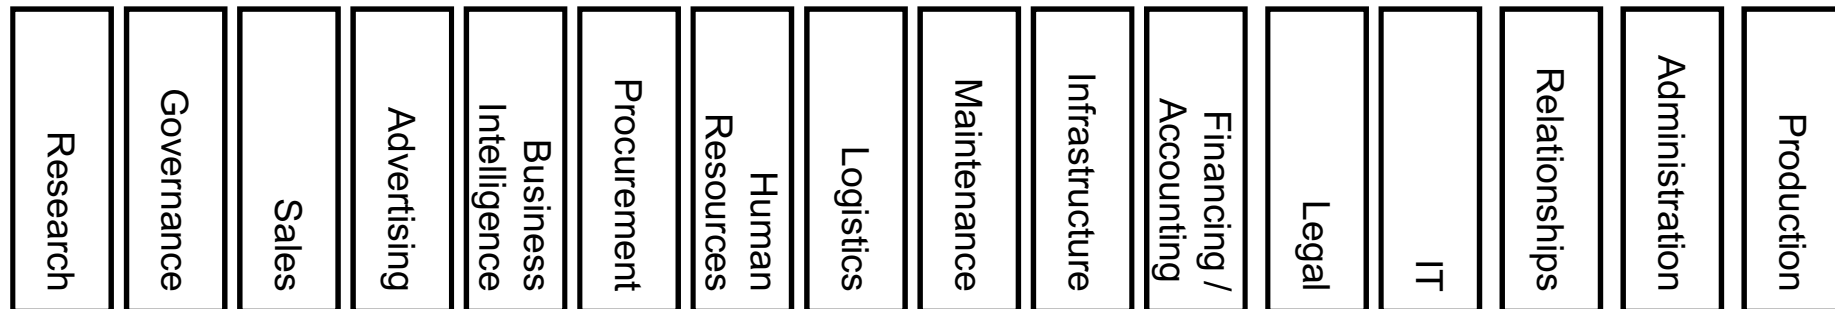 Research
Governance
Sales
Advertising
Business
Intelligence
Procurement
Human
Resources
Logistics
Maintenance
Infrastructure
Financing /
Accounting
Legal
IT
Relationships
Administration
Production